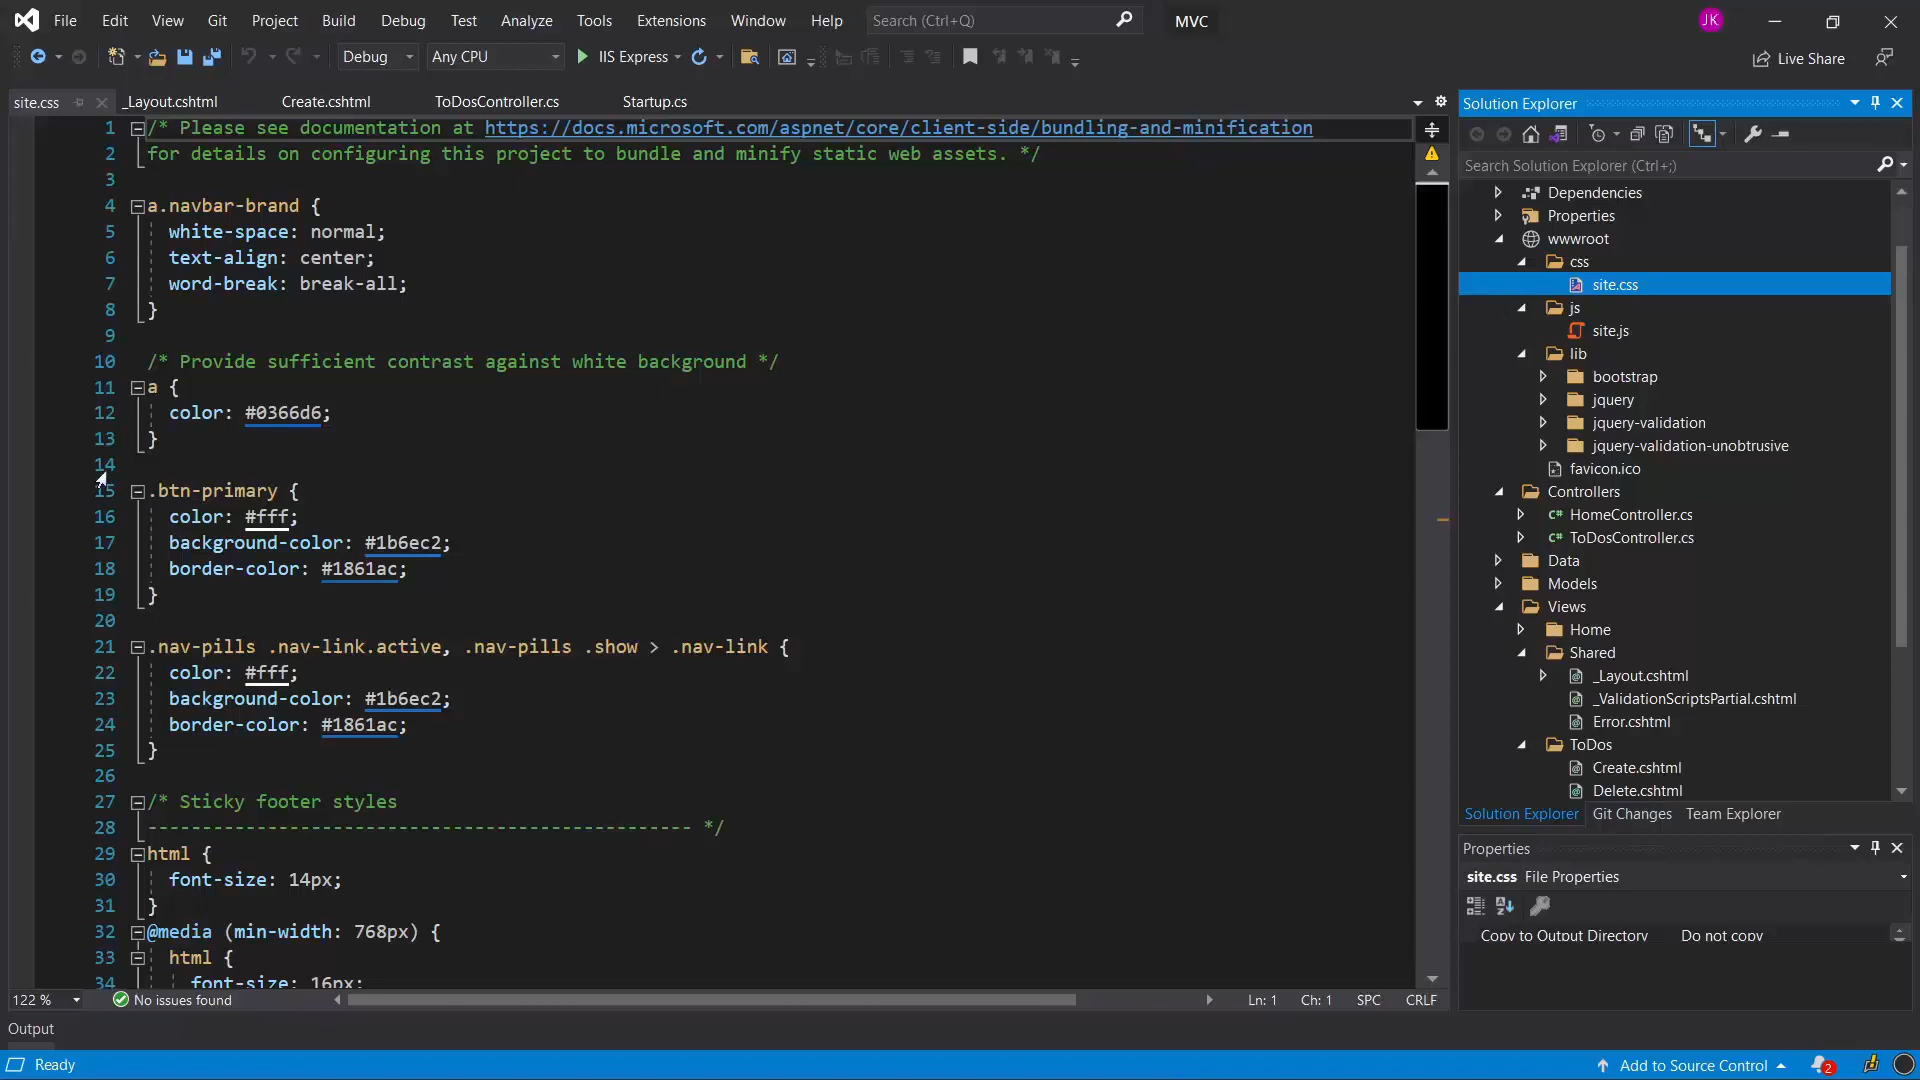 File Edit View Git Project Build Debug Test Analyze Tools Extensions Window Help Search (Ctrl+Q) MVC JK
Debug Any CPU IIS Express Live Share
site.css _Layout.cshtml Create.cshtml ToDosController.cs Startup.cs
1 /* Please see documentation at https://docs.microsoft.com/aspnet/core/client-side/bundling-and-minification
2 for details on configuring this project to bundle and minify static web assets. */
3
4 a.navbar-brand {
5 white-space: normal;
6 text-align: center;
7 word-break: break-all;
8 }
9
10 /* Provide sufficient contrast against white background */
11 a {
12 color: #0366d6;
13 }
14
15 .btn-primary {
16 color: #fff;
17 background-color: #1b6ec2;
18 border-color: #1861ac;
19 }
20
21 .nav-pills .nav-link.active, .nav-pills .show > .nav-link {
22 color: #fff;
23 background-color: #1b6ec2;
24 border-color: #1861ac;
25 }
26
27 /* Sticky footer styles
28 -------------------------------------------------- */
29 html {
30 font-size: 14px;
31 }
32 @media (min-width: 768px) {
33 html {
34 font-size: 16px;
122 % No issues found Ln: 1 Ch: 1 SPC CRLF
Solution Explorer
Search Solution Explorer (Ctrl+;)
Dependencies
Properties
wwwroot
css
site.css
js
site.js
lib
bootstrap
jquery
jquery-validation
jquery-validation-unobtrusive
favicon.ico
Controllers
C# HomeController.cs
C# ToDosController.cs
Data
Models
Views
Home
Shared
_Layout.cshtml
_ValidationScriptsPartial.cshtml
Error.cshtml
ToDos
Create.cshtml
Delete.cshtml
Solution Explorer Git Changes Team Explorer
Properties
site.css File Properties
Copy to Output Directory Do not copy
Output
Ready Add to Source Control 2